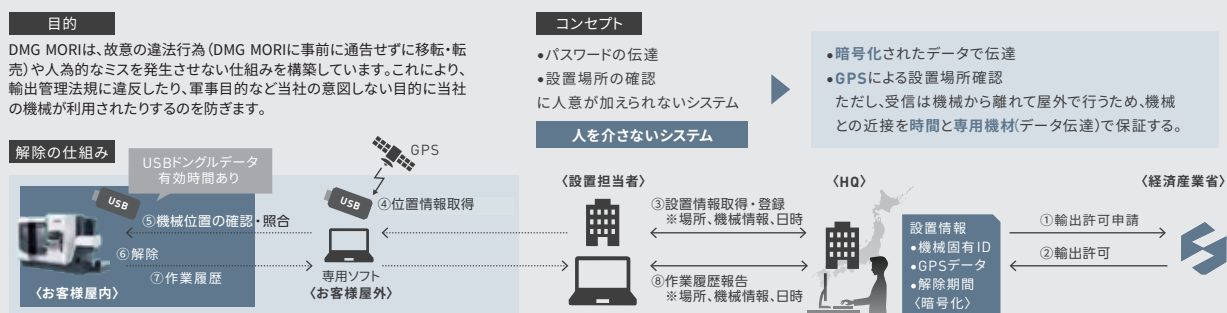 目的
DMG MORIは、故意の違法行為（DMG MORIに事前に通告せずに移転・転
売）や人為的なミスを発生させない仕組みを構築しています。これにより、
輸出管理法規に違反したり、軍事目的など当社の意図しない目的に当社
の機械が利用されたりするのを防ぎます。
コンセプト
•パスワードの伝達
•設置場所の確認
に人意が加えられないシステム
人を介さないシステム
•暗号化されたデータで伝達
•GPSによる設置場所確認
ただし、受信は機械から離れて屋外で行うため、機械
との近接を時間と専用機材（データ伝達）で保証する。
解除の仕組み
USBドングルデータ
有効時間あり
GPS
USB
USB
④位置情報取得
⑤機械位置の確認・照合
⑥解除
⑦作業履歴
〈お客様屋内〉
専用ソフト
〈お客様屋外〉
〈設置担当者〉
③設置情報取得・登録
※場所、機械情報、日時
⑧作業履歴報告
※場所、機械情報、日時
〈HQ〉
設置情報
•機械固有ID
•GPSデータ
•解除期間
〈暗号化〉
〈経済産業省〉
①輸出許可申請
②輸出許可